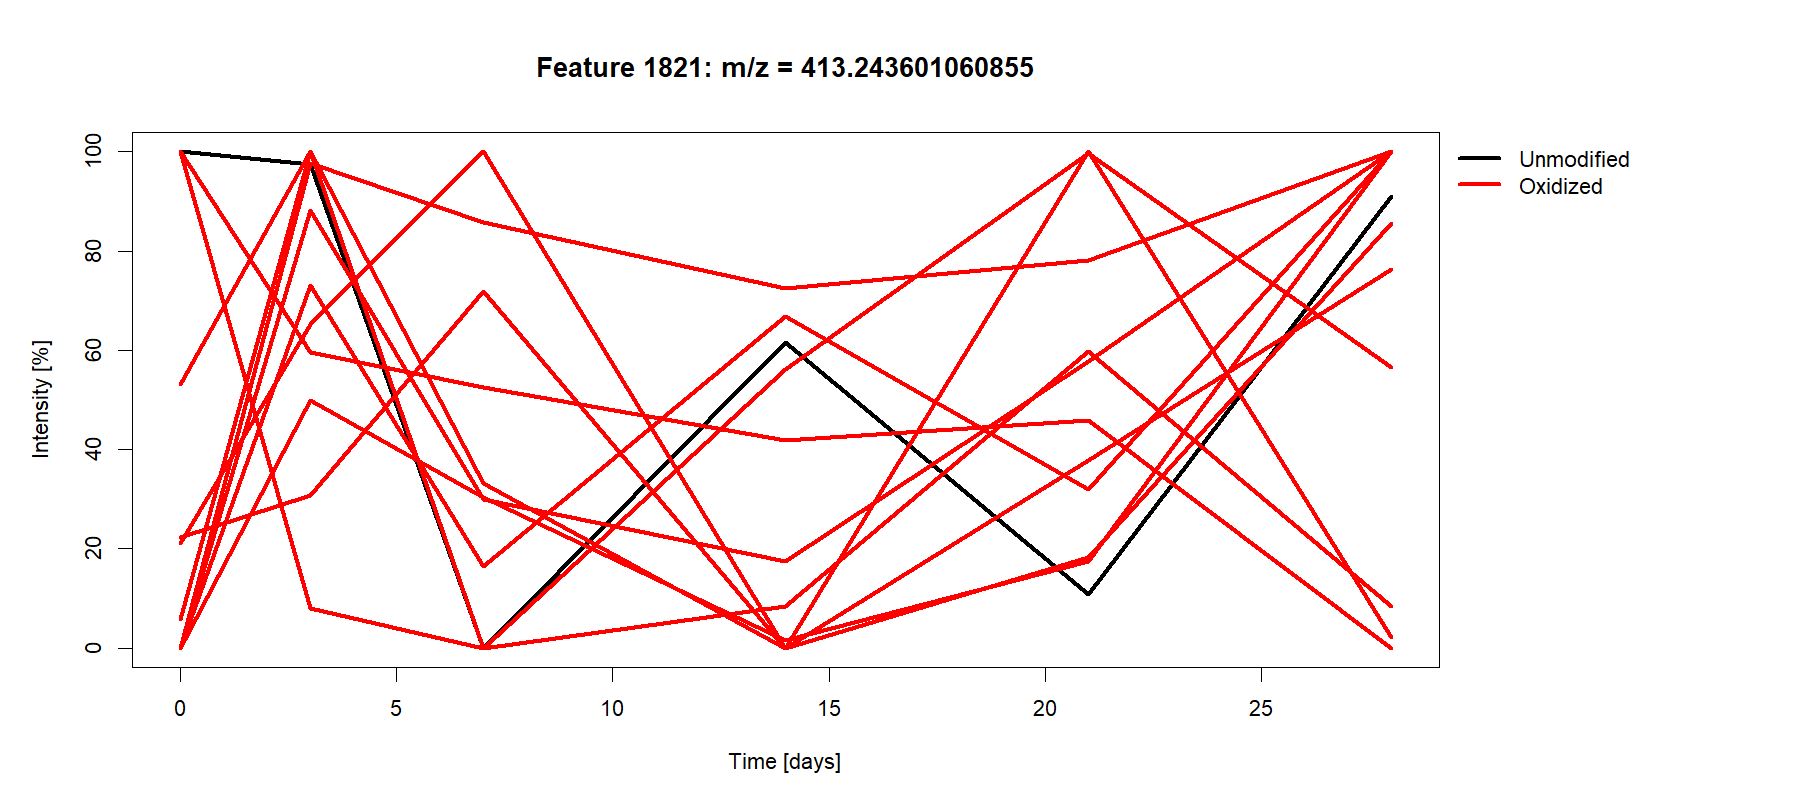 Feature 1821: m/z = 413.243601060855
Unmodified
Oxidized
Intensity [%]
100
80
60
40
20
0
0 5 10 15 20 25
Time [days]